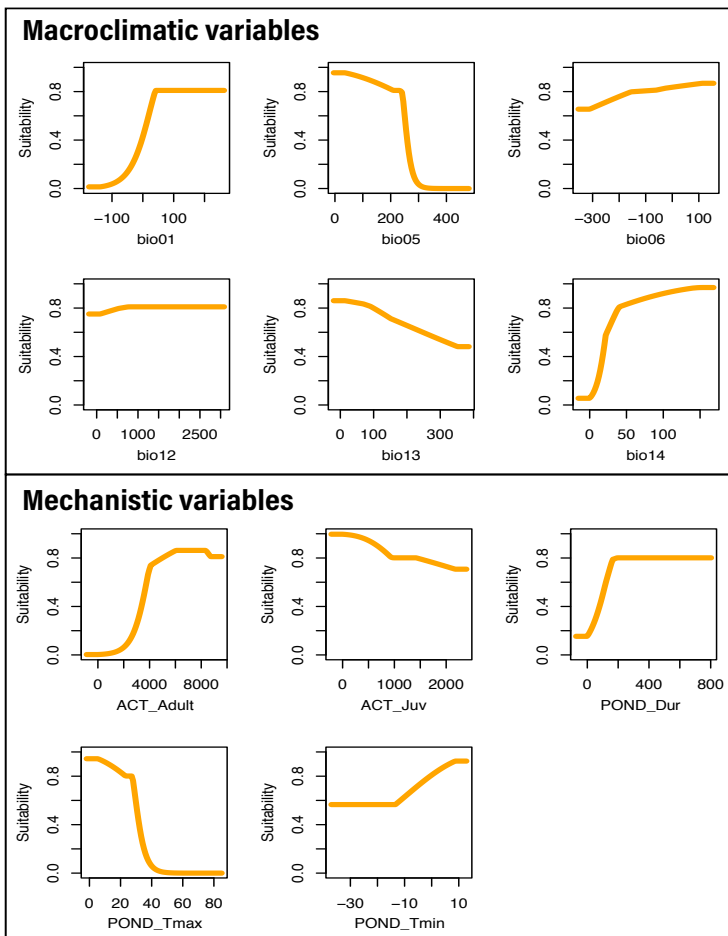 Macroclimatic variables
Suitability
0.0 0.4 0.8
−100 100
bio01
Suitability
0.0 0.4 0.8
0 200 400
bio05
Suitability
0.0 0.4 0.8
−300 −100 100
bio06
Suitability
0.0 0.4 0.8
0 1000 2500
bio12
Suitability
0.0 0.4 0.8
0 100 300
bio13
Suitability
0.0 0.4 0.8
0 50 100
bio14
Mechanistic variables
Suitability
0.0 0.4 0.8
0 4000 8000
ACT_Adult
Suitability
0.0 0.4 0.8
0 1000 2000
ACT_Juv
Suitability
0.0 0.4 0.8
0 400 800
POND_Dur
Suitability
0.0 0.4 0.8
0 20 40 60 80
POND_Tmax
Suitability
0.0 0.4 0.8
−30 −10 10
POND_Tmin